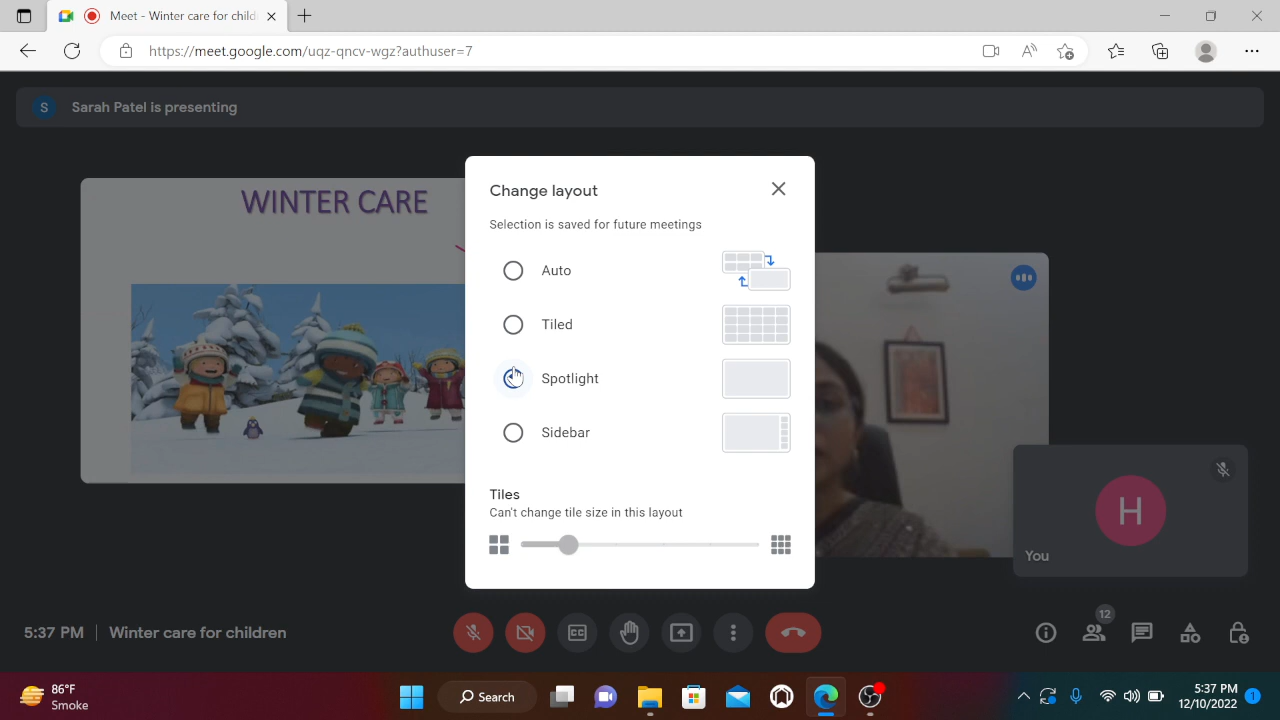 Meet - Winter care for child
https://meet.google.com/uqz-qncv-wgz?authuser=7
S Sarah Patel is presenting
WINTER CARE
Change layout
Selection is saved for future meetings
Auto
Tiled
Spotlight
Sidebar
Tiles
Can't change tile size in this layout
H
You
5:37 PM | Winter care for children
12
86°F
Smoke
Search
5:37 PM
12/10/2022
1